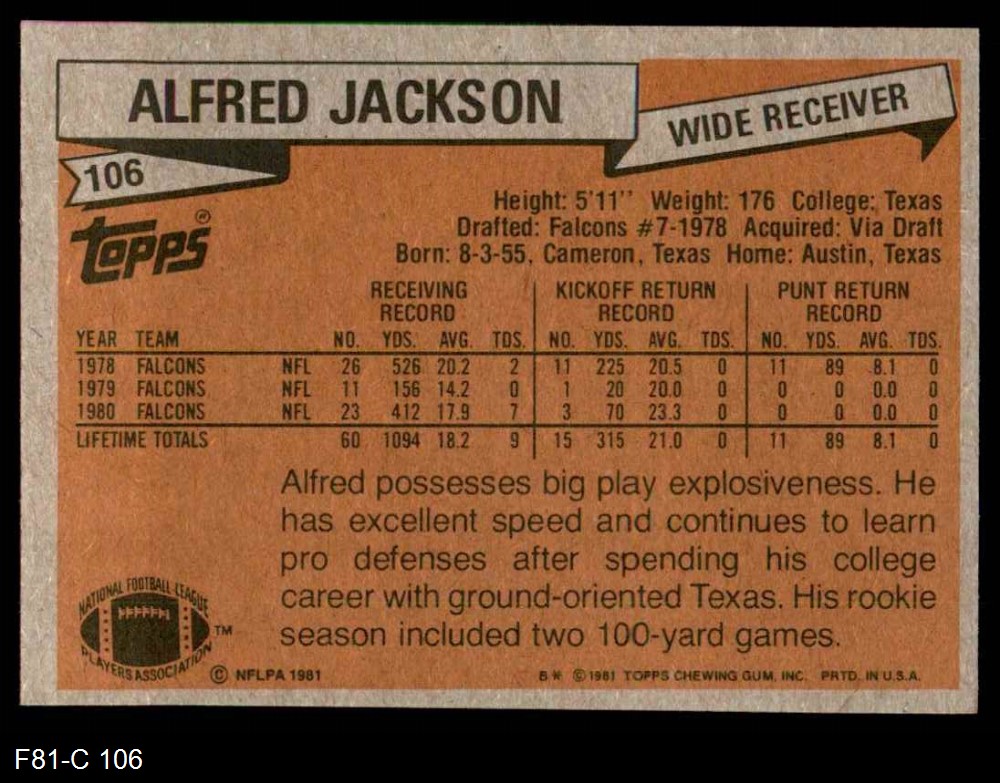 ALFRED JACKSON
WIDE RECEIVER
106
topps®
Height: 5'11'' Weight: 176 College: Texas
Drafted: Falcons #7-1978 Acquired: Via Draft
Born: 8-3-55, Cameron, Texas Home: Austin, Texas
RECEIVING RECORD KICKOFF RETURN RECORD PUNT RETURN RECORD
YEAR TEAM NO. YDS. AVG. TDS. NO. YDS. AVG. TDS. NO. YDS. AVG. TDS.
1978 FALCONS NFL 26 526 20.2 2 11 225 20.5 0 11 89 8.1 0
1979 FALCONS NFL 11 156 14.2 0 1 20 20.0 0 0 0 0.0 0
1980 FALCONS NFL 23 412 17.9 7 3 70 23.3 0 0 0 0.0 0
LIFETIME TOTALS 60 1094 18.2 9 15 315 21.0 0 11 89 8.1 0
Alfred possesses big play explosiveness. He
has excellent speed and continues to learn
pro defenses after spending his college
career with ground-oriented Texas. His rookie
season included two 100-yard games.
NATIONAL FOOTBALL LEAGUE
PLAYERS ASSOCIATION
TM
© NFLPA 1981
B* © 1981 TOPPS CHEWING GUM, INC. PRTD. IN U.S.A.
F81-C 106